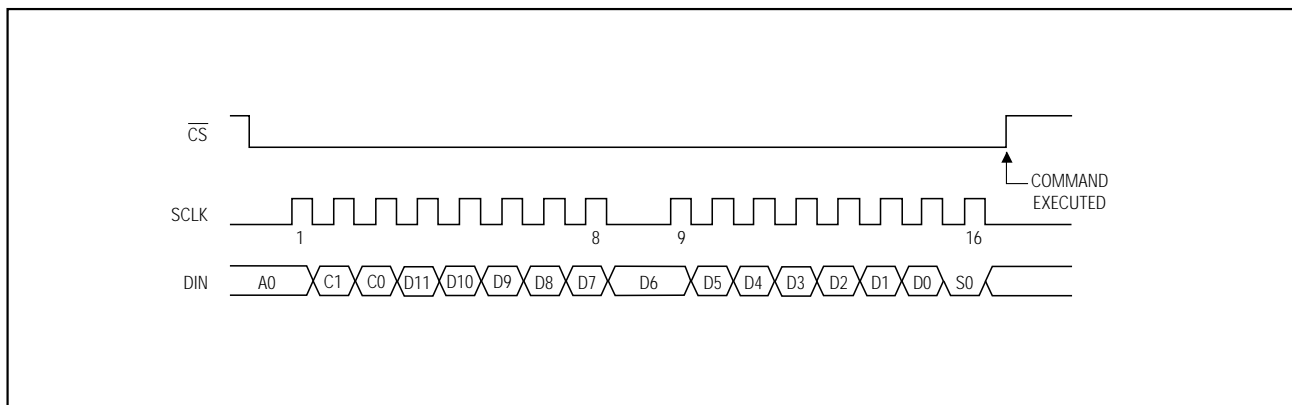 CS
COMMAND
EXECUTED
SCLK
1 8 9 16
DIN A0 C1 C0 D11 D10 D9 D8 D7 D6 D5 D4 D3 D2 D1 D0 S0